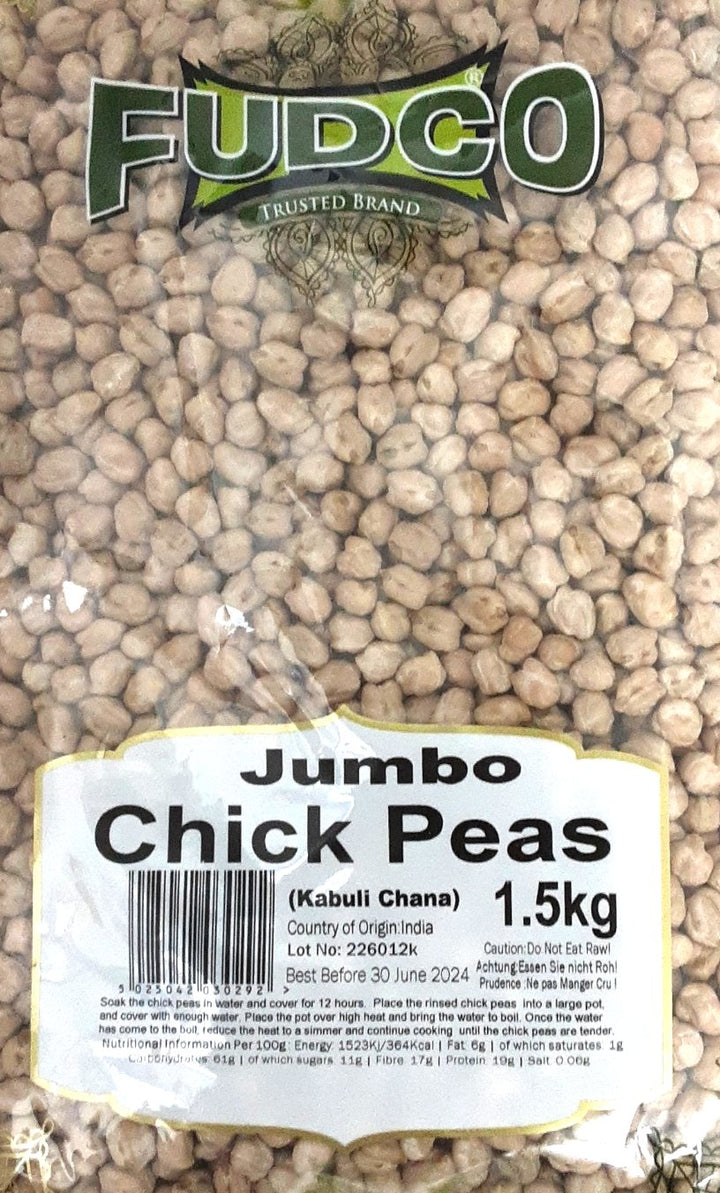 FUDCO®
TRUSTED BRAND
Jumbo
Chick Peas
(Kabuli Chana)
1.5kg
Country of Origin:India
Lot No: 226012k
Best Before 30 June 2024
Caution:Do Not Eat Raw!
Achtung:Essen Sie nicht Roh!
Prudence :Ne pas Manger Cru !
5 025042 030292 >
Soak the chick peas in water and cover for 12 hours. Place the rinsed chick peas into a large pot,
and cover with enough water. Place the pot over high heat and bring the water to boil. Once the water
has come to the boil, reduce the heat to a simmer and continue cooking until the chick peas are tender.
Nutritional Information Per 100g: Energy: 1523Kj/364Kcal | Fat: 6g | of which saturates: 1g
Carbohydrates: 61g | of which sugars: 11g | Fibre: 17g | Protein: 19g | Salt: 0.06g